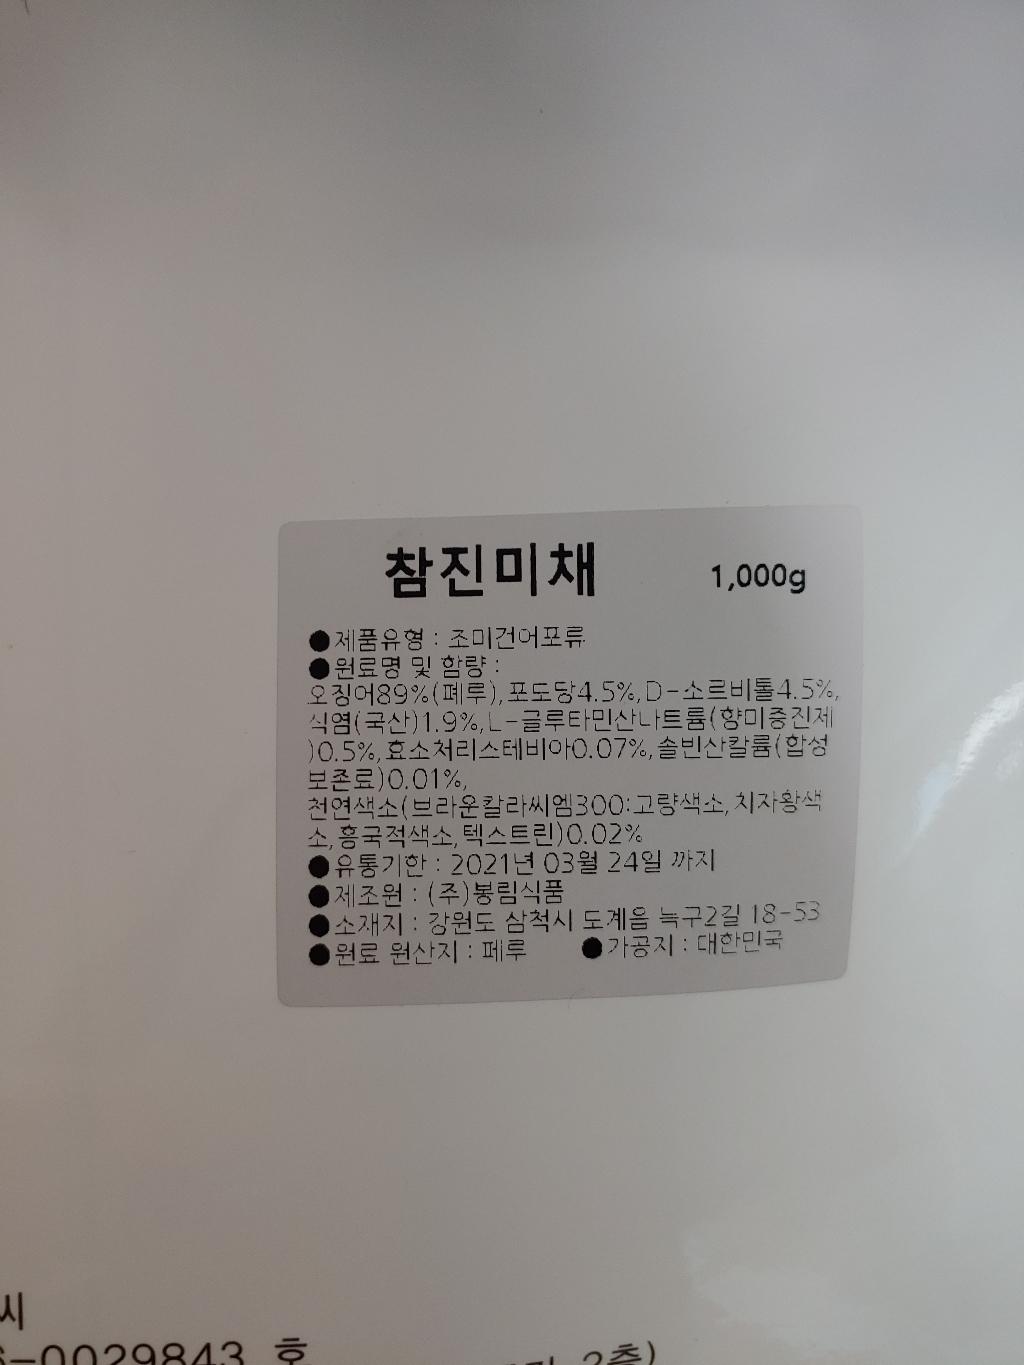 참진미채 1,000g
●제품유형 : 조미건어포류
●원료명 및 함량 :
오징어89%(페루),포도당4.5%,D-소르비톨4.5%,
식염(국산)1.9%,L-글루타민산나트륨(향미증진제
)0.5%,효소처리스테비아0.07%,솔빈산칼륨(합성
보존료)0.01%,
천연색소(브라운칼라씨엠300:고량색소,치자황색
소,홍국적색소,텍스트린)0.02%
●유통기한 : 2021년 03월 24일 까지
●제조원 : (주)봉림식품
●소재지 : 강원도 삼척시 도계읍 늑구2길 18-53
●원료 원산지 : 페루 ●가공지 : 대한민국
씨
-0029843 호
2층)